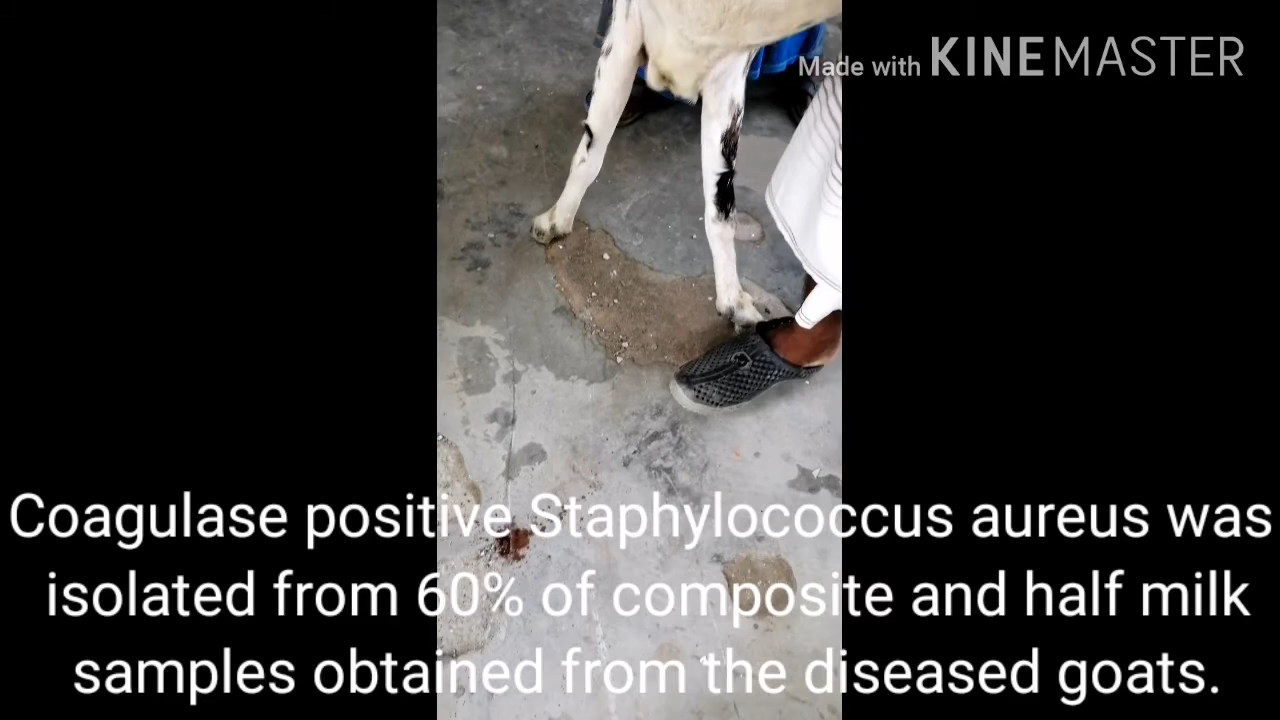 Made with KINEMASTER
Coagulase positive Staphylococcus aureus was
isolated from 60% of composite and half milk
samples obtained from the diseased goats.